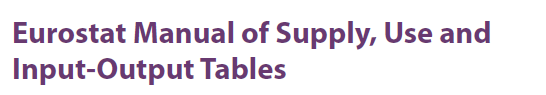 Eurostat Manual of Supply, Use and
Input-Output Tables